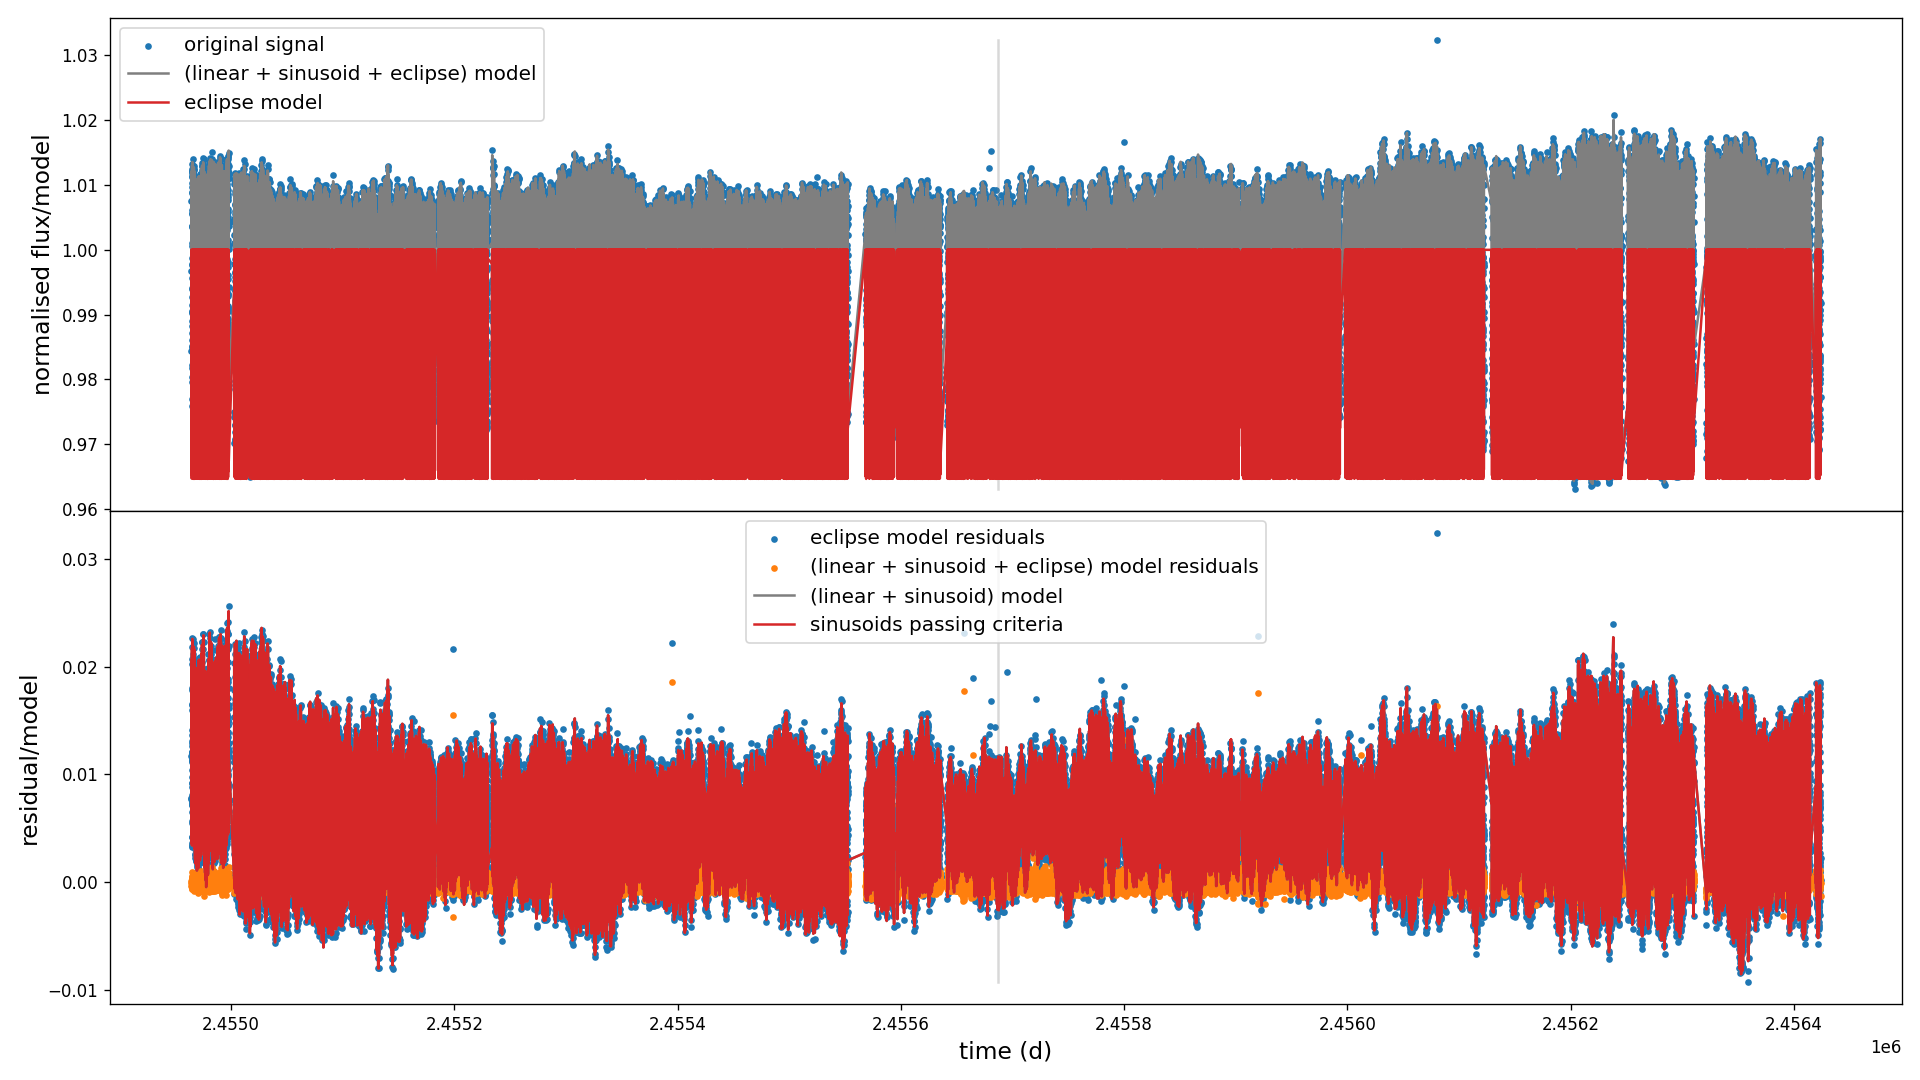 original signal
(linear + sinusoid + eclipse) model
eclipse model
normalised flux/model
1.03
1.02
1.01
1.00
0.99
0.98
0.97
0.96
eclipse model residuals
(linear + sinusoid + eclipse) model residuals
(linear + sinusoid) model
sinusoids passing criteria
residual/model
0.03
0.02
0.01
0.00
−0.01
2.4550 2.4552 2.4554 2.4556 2.4558 2.4560 2.4562 2.4564
1e6
time (d)